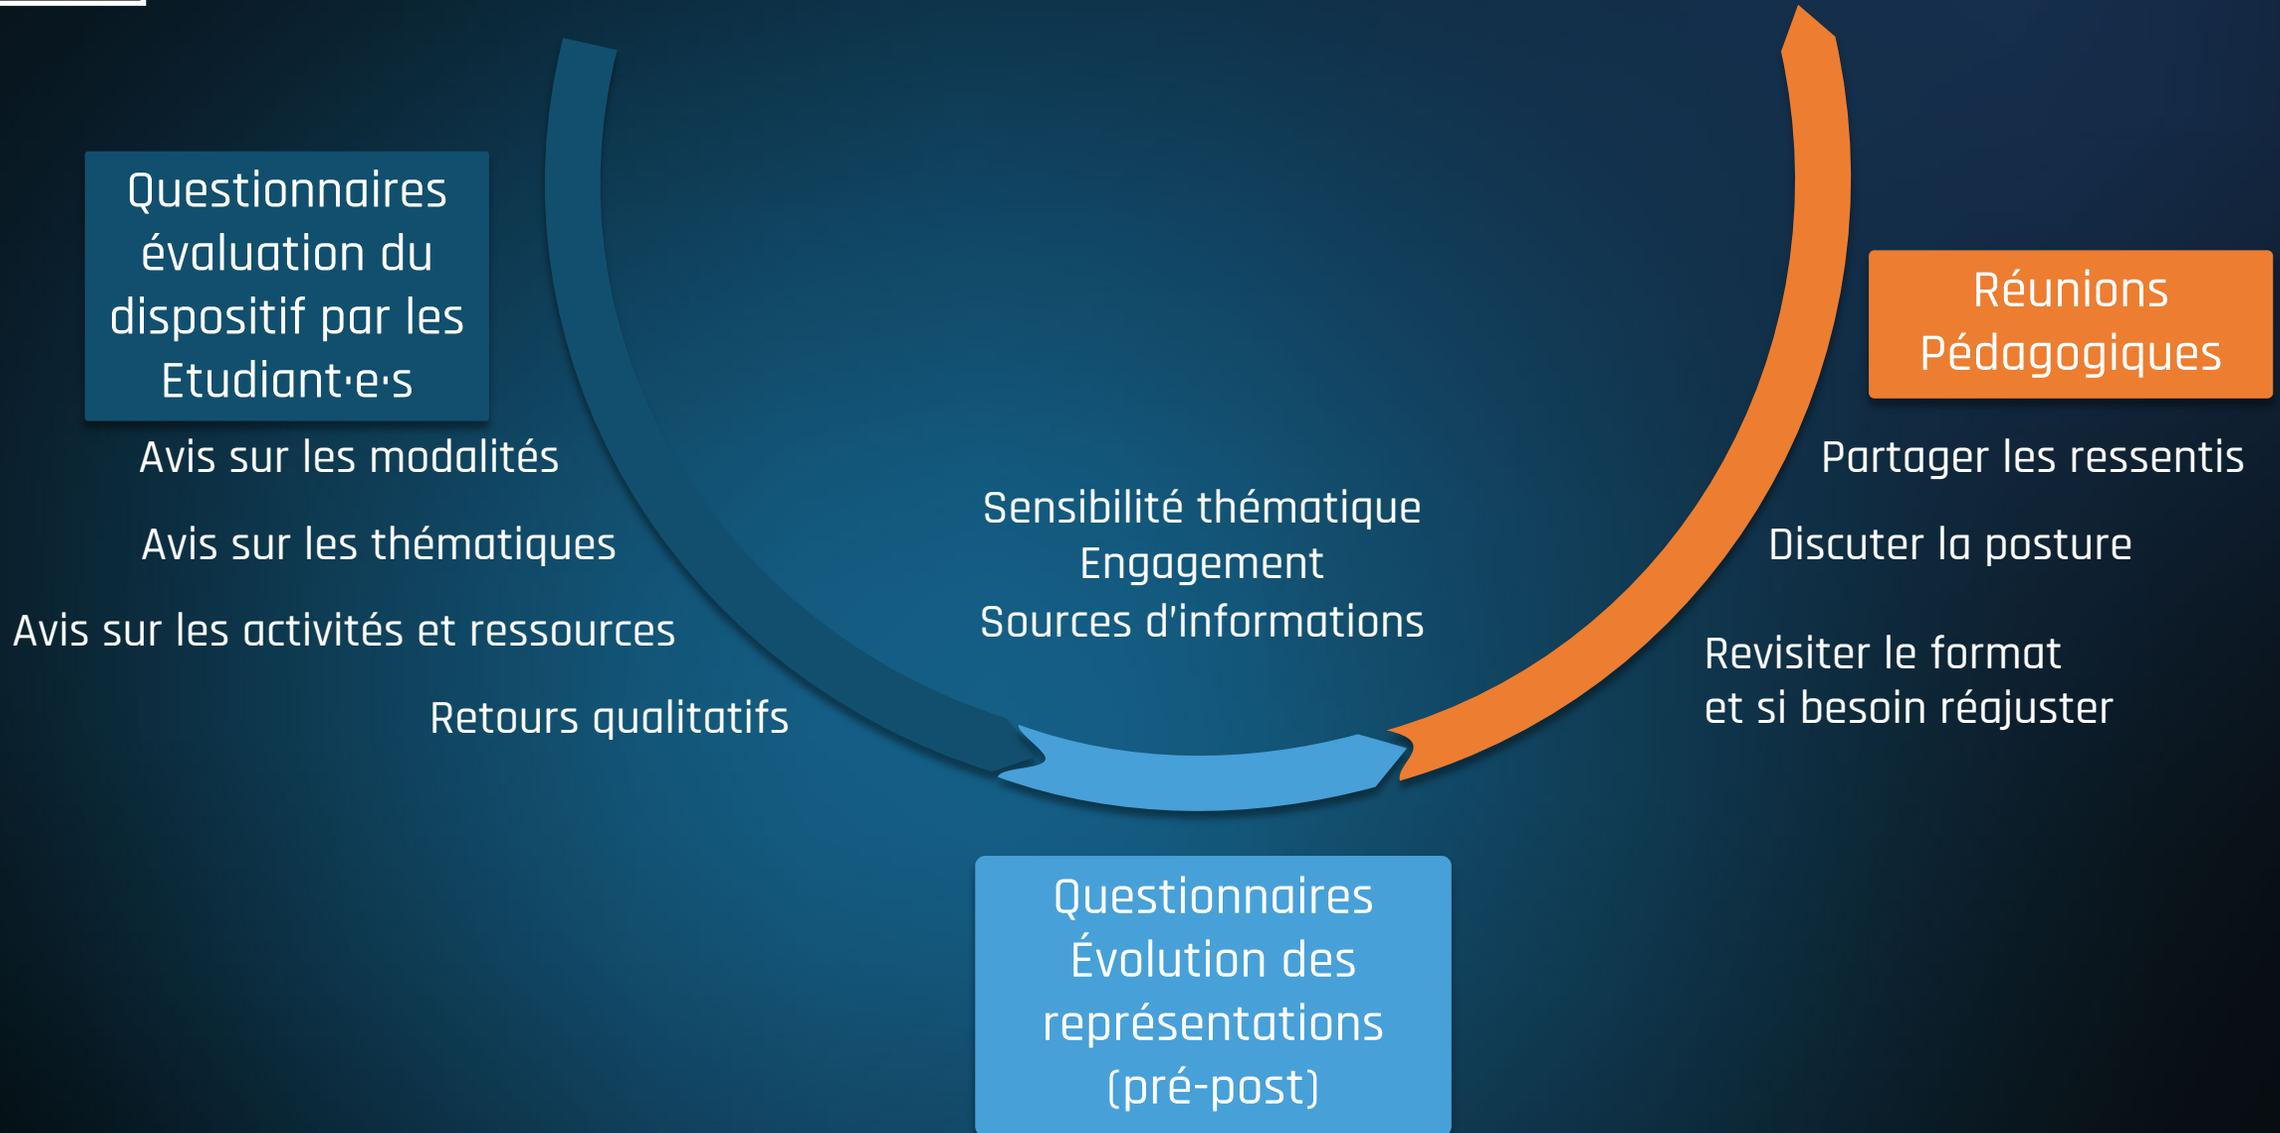 Questionnaires
évaluation du
dispositif par les
Etudiant·e·s
Avis sur les modalités
Avis sur les thématiques
Avis sur les activités et ressources
Retours qualitatifs
Sensibilité thématique
Engagement
Sources d'informations
Questionnaires
Évolution des
représentations
(pré-post)
Réunions
Pédagogiques
Partager les ressentis
Discuter la posture
Revisiter le format
et si besoin réajuster